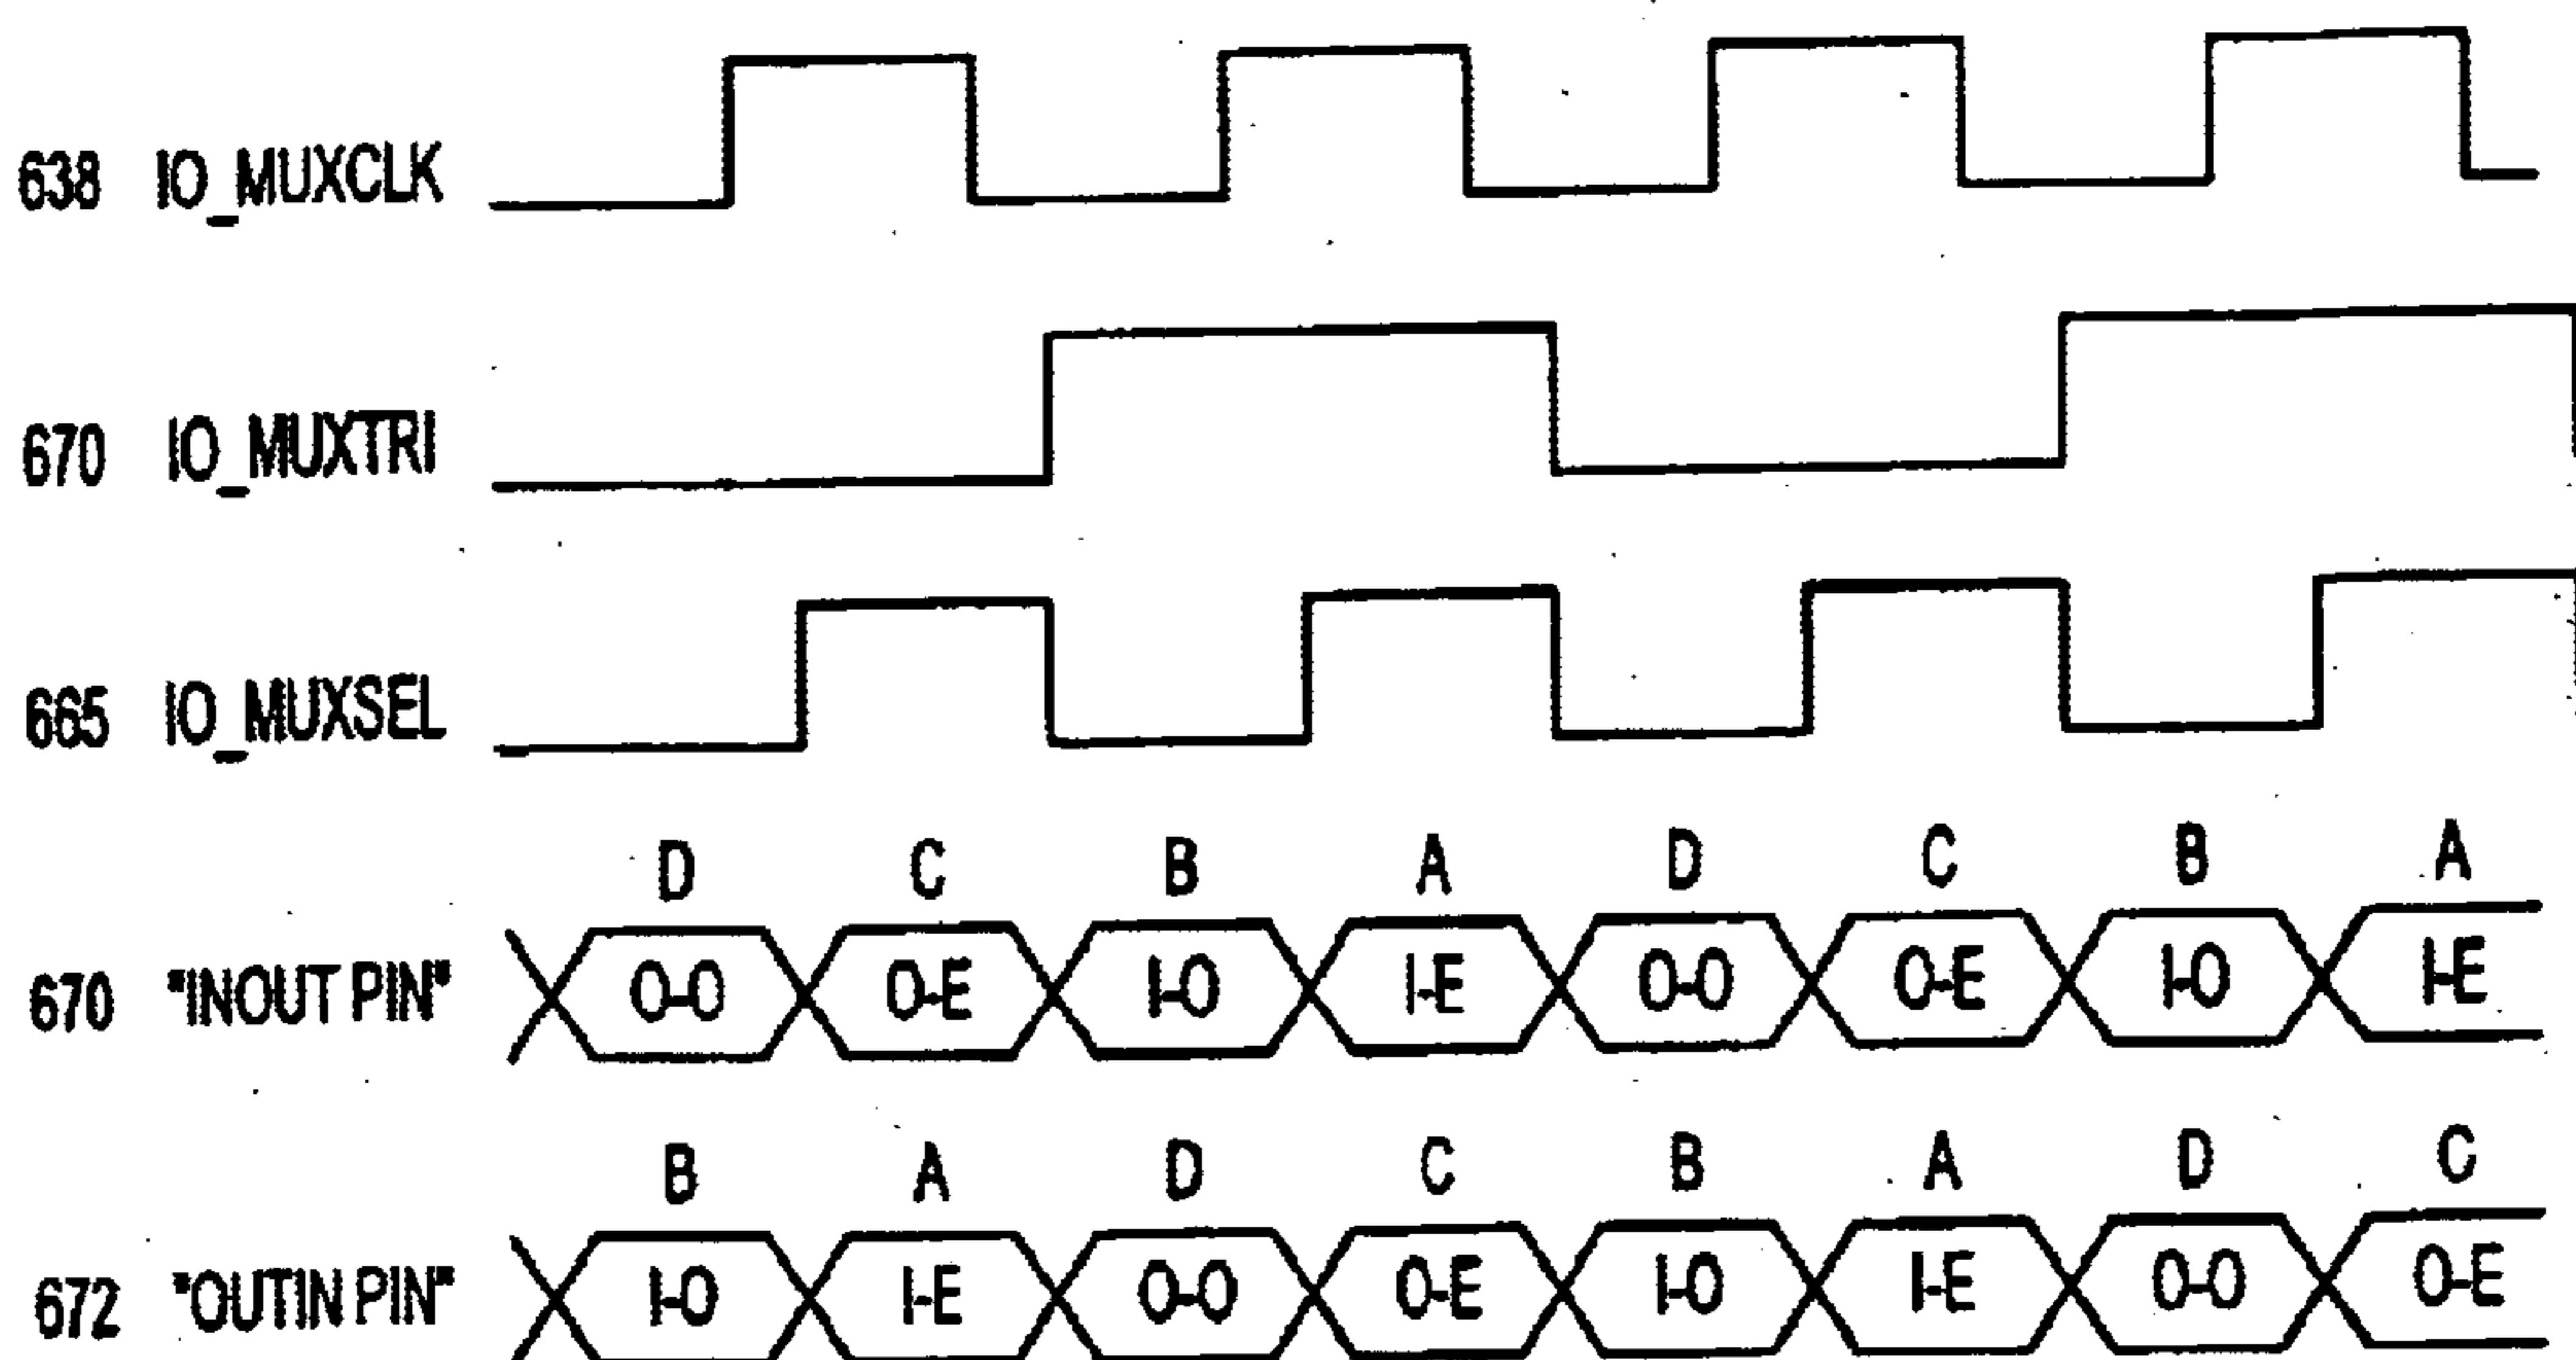 638 IO_MUXCLK
670 IO_MUXTRI
665 IO_MUXSEL
D C B A D C B A
670 "INOUT PIN" O-O O-E I-O I-E O-O O-E I-O I-E
B A D C B A D C
672 "OUTIN PIN" I-O I-E O-O O-E I-O I-E O-O O-E